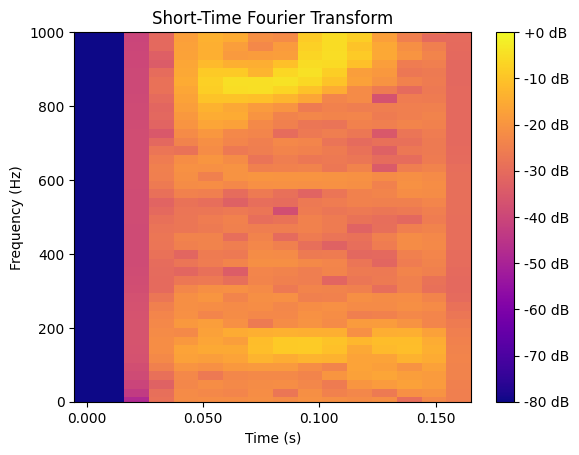 Short-Time Fourier Transform
1000
800
600
400
200
0
Frequency (Hz)
0.000
0.050
0.100
0.150
Time (s)
+0 dB
-10 dB
-20 dB
-30 dB
-40 dB
-50 dB
-60 dB
-70 dB
-80 dB